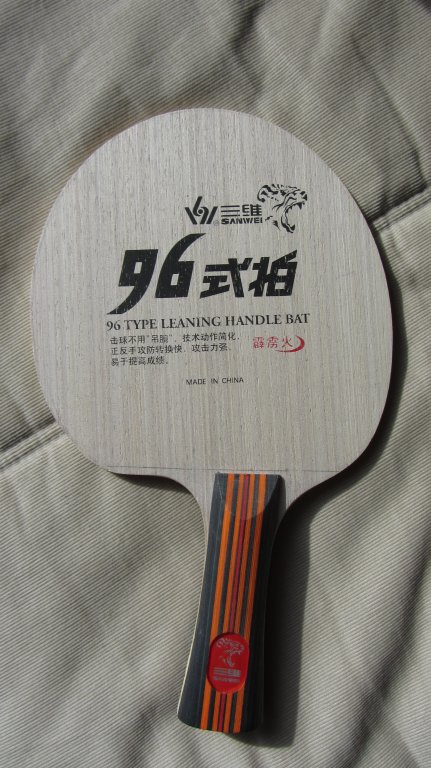 三维
SANWEI
96式拍
96 TYPE LEANING HANDLE BAT
击球不用“吊腕”，技术动作简化，
正反手攻防转换快，攻击力强，
易于提高成绩。
霹雳火
MADE IN CHINA
三维